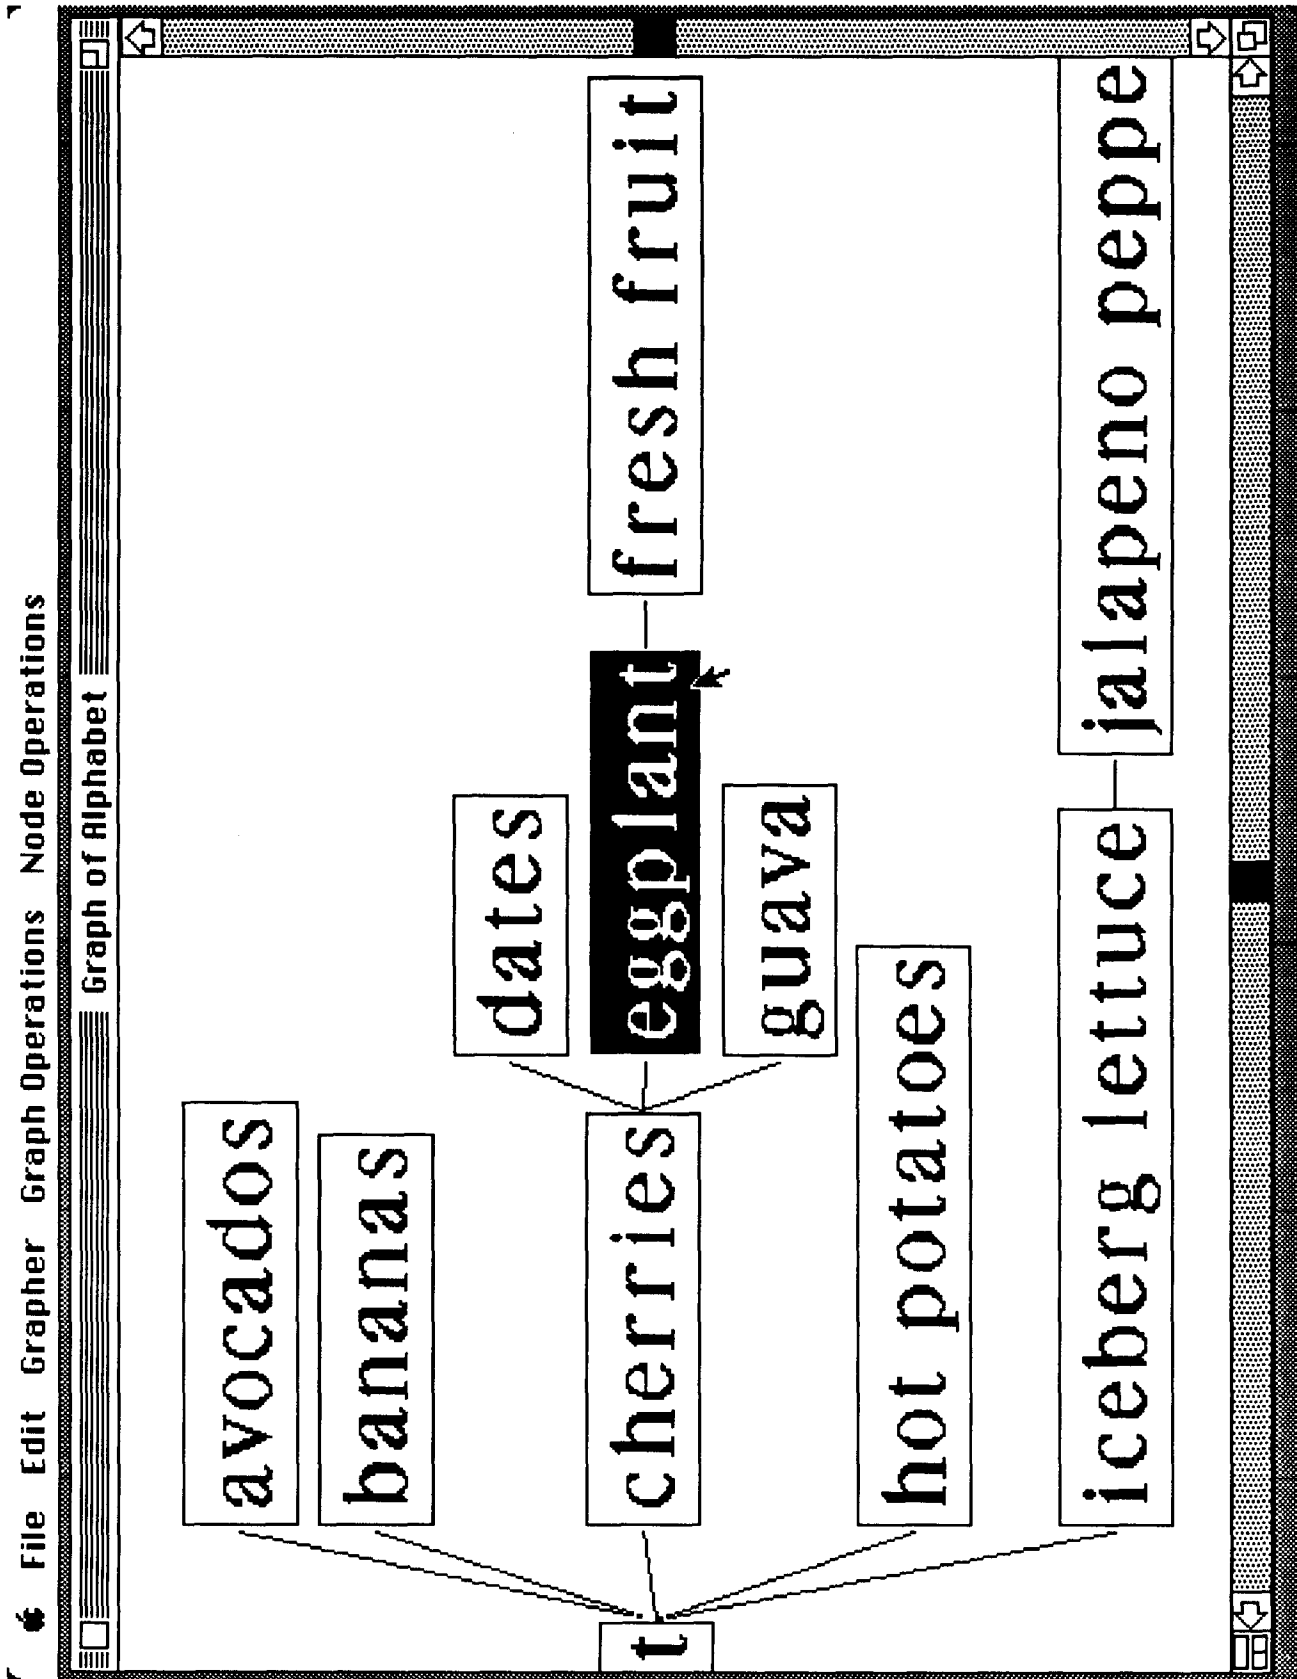 File Edit Grapher Graph Operations Node Operations
Graph of Alphabet
avocados
bananas
dates
t
cherries
eggplant
fresh fruit
guava
hot potatoes
iceberg lettuce
jalapeno peppe